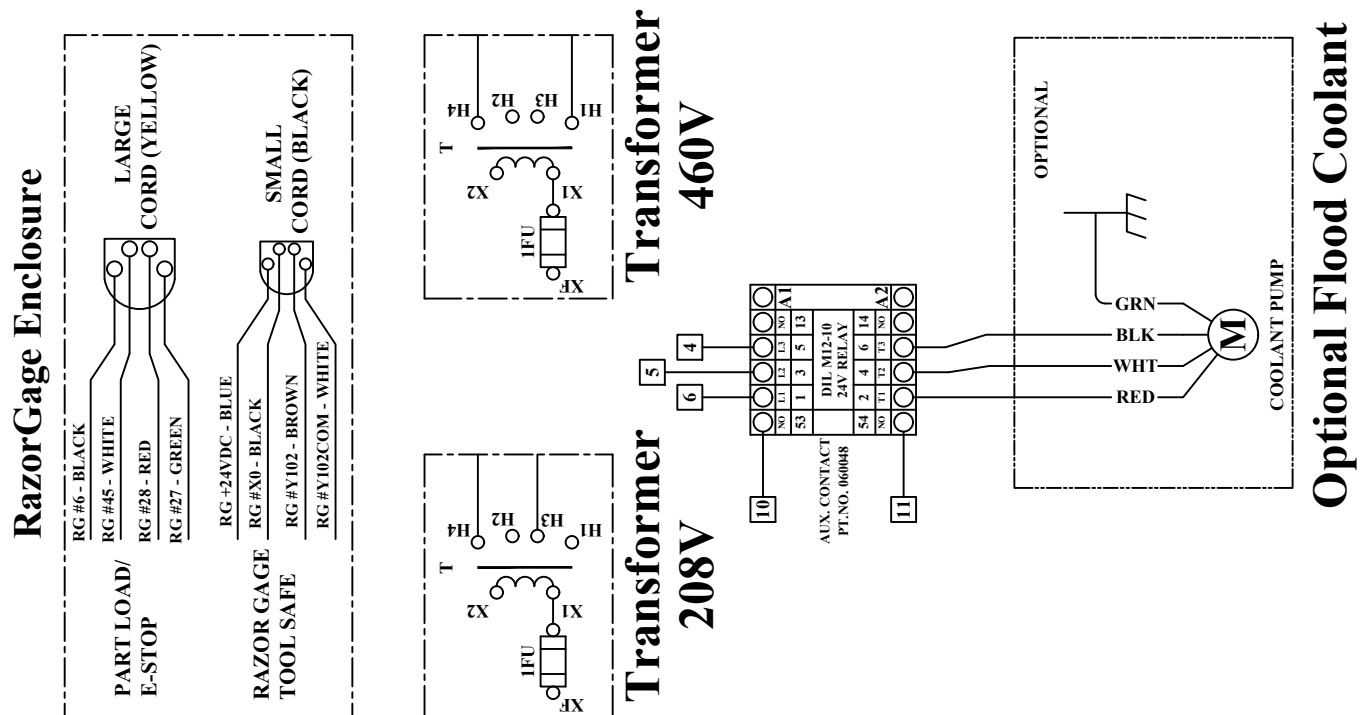 RazorGage Enclosure
LARGE
CORD (YELLOW)
RG #6 - BLACK
RG #45 - WHITE
RG #28 - RED
RG #27 - GREEN
PART LOAD/
E-STOP
SMALL
CORD (BLACK)
RG +24VDC - BLUE
RG #X0 - BLACK
RG #Y102 - BROWN
RG #Y102COM - WHITE
RAZOR GAGE
TOOL SAFE
T
H4
H2
H3
H1
X2
X1
1FU
XF
Transformer
460V
T
H4
H2
H3
H1
X2
X1
1FU
XF
Transformer
208V
4
5
6
10
11
A1
NO
L3
L2
L1
NO
13
5
3
1
53
DIL M12-10
24V RELAY
14
6
4
2
54
A2
NO
T3
T2
T1
NO
AUX. CONTACT
PT.NO. 060048
OPTIONAL
GRN
BLK
WHT
RED
M
COOLANT PUMP
Optional Flood Coolant